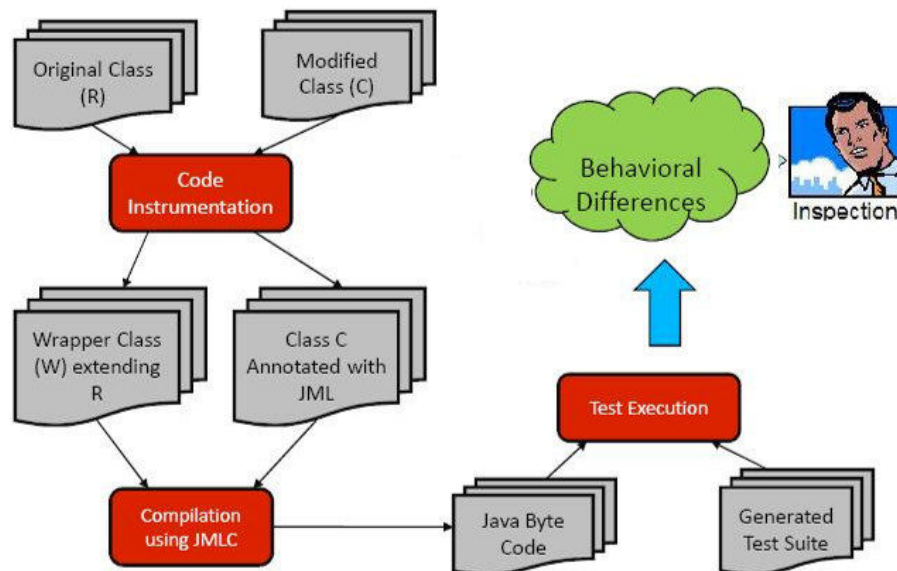 Original Class
(R)
Modified
Class (C)
Code
Instrumentation
Wrapper Class
(W) extending
R
Class C
Annotated with
JML
Compilation
using JMLC
Java Byte
Code
Generated
Test Suite
Test Execution
Behavioral
Differences
Inspection